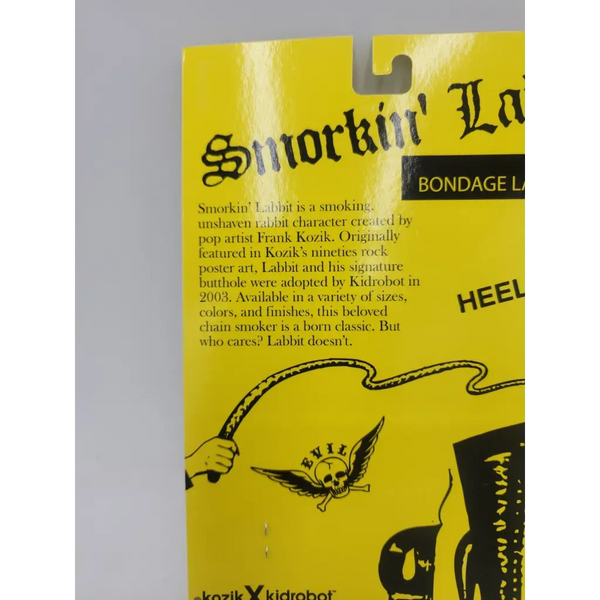 Smorkin' La
BONDAGE LA
Smorkin' Labbit is a smoking,
unshaven rabbit character created by
pop artist Frank Kozik. Originally
featured in Kozik's nineties rock
poster art, Labbit and his signature
butthole were adopted by Kidrobot in
2003. Available in a variety of sizes,
colors, and finishes, this beloved
chain smoker is a born classic. But
who cares? Labbit doesn't.
HEEL
EVIL
kozik X kidrobot™